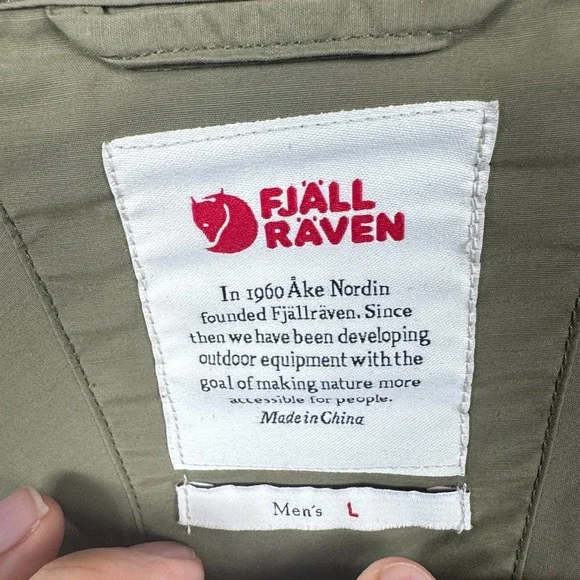 FJÄLL
RÄVEN
In 1960 Åke Nordin
founded Fjällräven. Since
then we have been developing
outdoor equipment with the
goal of making nature more
accessible for people.
Made in China
Men's L